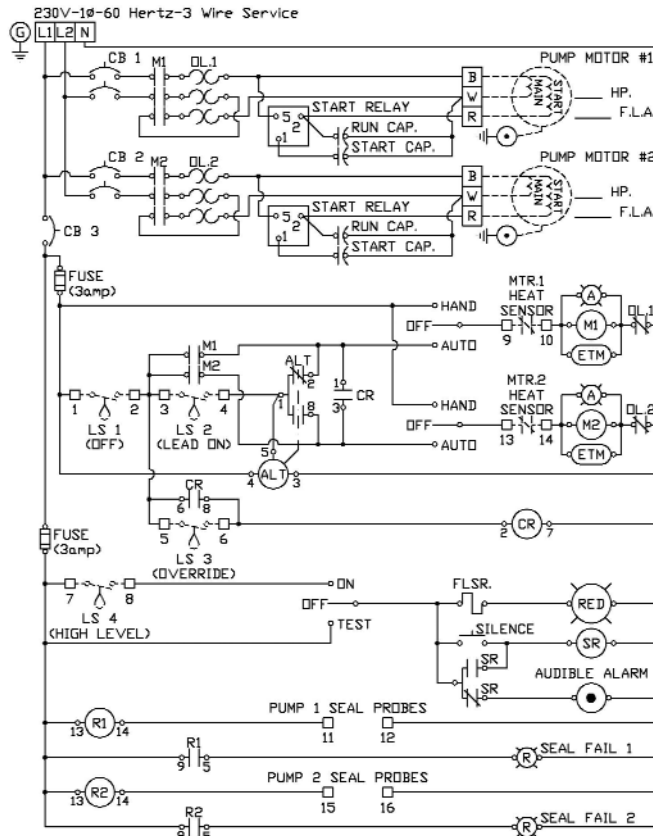 230V-1Ø-60 Hertz-3 Wire Service
G L1 L2 N
CB 1 M1 OL.1
PUMP MOTOR #1
B
W
R
START
MAIN
HP.
F.L.A
5 2 1
START RELAY
RUN CAP.
START CAP.
CB 2 M2 OL.2
PUMP MOTOR #2
B
W
R
START
MAIN
HP.
F.L.A
5 2 1
START RELAY
RUN CAP.
START CAP.
CB 3
FUSE
(3amp)
HAND
OFF
AUTO
MTR.1
HEAT
SENSOR
9 10
A
M1
ETM
OL.1
M1
M2
ALT
2
1
8
1
CR
3
1 2
LS 1
(OFF)
3 4
LS 2
(LEAD ON)
HAND
OFF
AUTO
MTR.2
HEAT
SENSOR
13 14
A
M2
ETM
OL.2
5
4 ALT 3
CR
6 8
5 6
LS 3
(OVERRIDE)
2 CR 7
FUSE
(3amp)
7 8
LS 4
(HIGH LEVEL)
ON
OFF
TEST
FLSR.
RED
SILENCE
SR
SR
SR
AUDIBLE ALARM
13 R1 14
PUMP 1 SEAL PROBES
11 12
R1
9 5
R SEAL FAIL 1
13 R2 14
PUMP 2 SEAL PROBES
15 16
R2
R SEAL FAIL 2